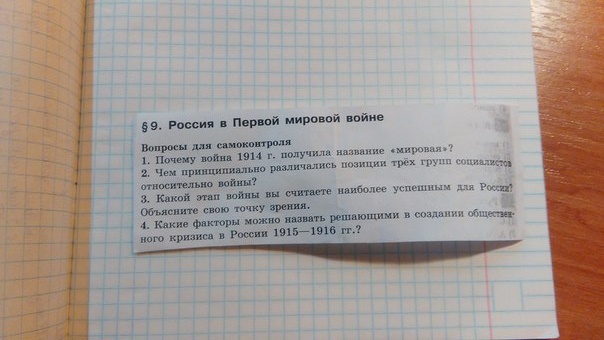 § 9. Россия в Первой мировой войне
Вопросы для самоконтроля
1. Почему война 1914 г. получила название «мировая»?
2. Чем принципиально различались позиции трёх групп социалистов
относительно войны?
3. Какой этап войны вы считаете наиболее успешным для России?
Объясните свою точку зрения.
4. Какие факторы можно назвать решающими в создании обществен-
ного кризиса в России 1915—1916 гг.?